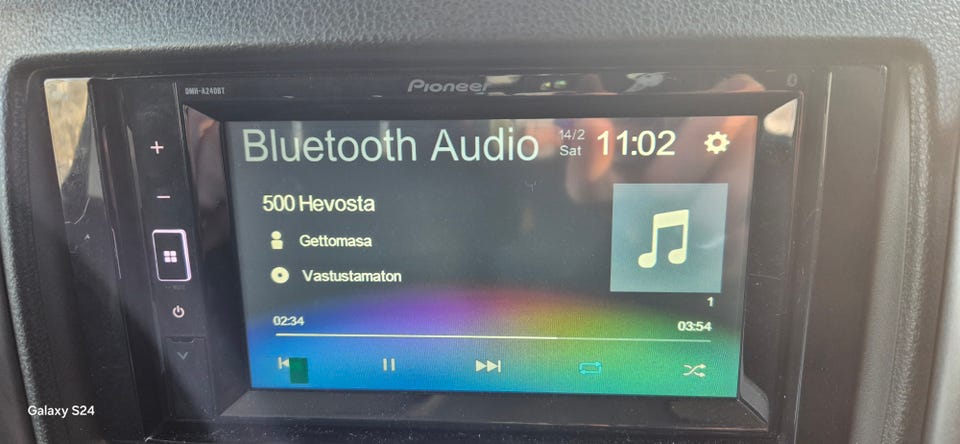 Pioneer
DMH-A240BT
Bluetooth Audio
14/2
Sat
11:02
500 Hevosta
Gettomasa
Vastustamaton
1
02:34
03:54
Galaxy S24